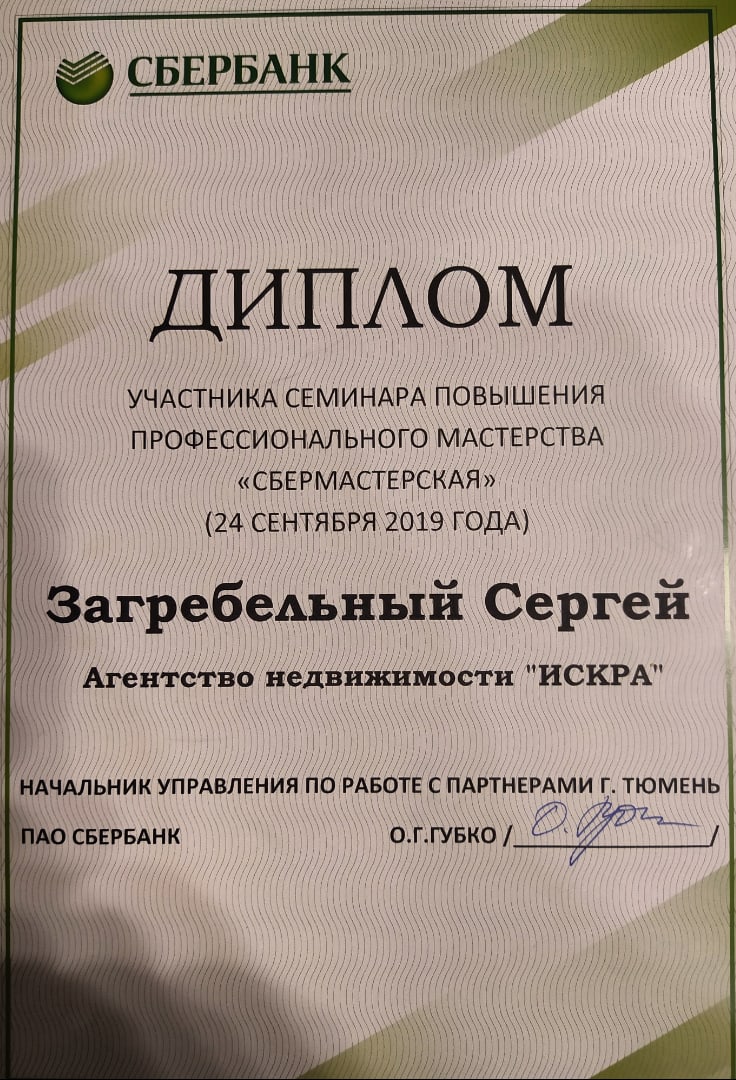 СБЕРБАНК
ДИПЛОМ
УЧАСТНИКА СЕМИНАРА ПОВЫШЕНИЯ
ПРОФЕССИОНАЛЬНОГО МАСТЕРСТВА
«СБЕРМАСТЕРСКАЯ»
(24 СЕНТЯБРЯ 2019 ГОДА)
Загребельный Сергей
Агентство недвижимости "ИСКРА"
НАЧАЛЬНИК УПРАВЛЕНИЯ ПО РАБОТЕ С ПАРТНЕРАМИ Г. ТЮМЕНЬ
ПАО СБЕРБАНК О.Г.ГУБКО / /